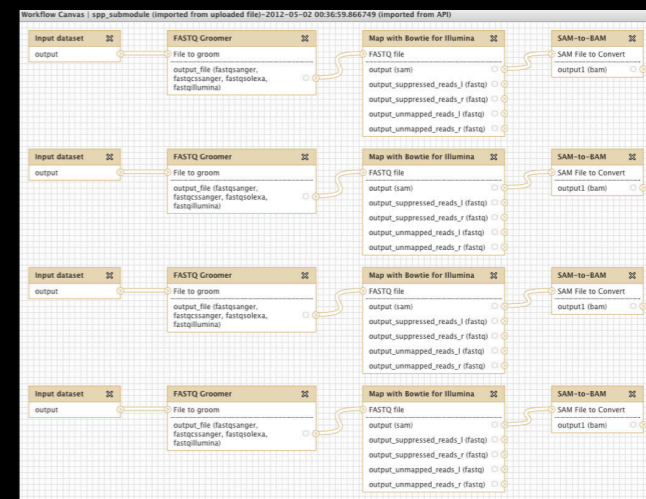 Workflow Canvas | spp_submodule (imported from uploaded file)-2012-05-02 00:36:59.866749 (imported from API)
Input dataset
output
FASTQ Groomer
File to groom
output_file (fastqsanger,
fastqcssanger, fastqsolexa,
fastqillumina)
Map with Bowtie for Illumina
FASTQ file
output (sam)
output_suppressed_reads_l (fastq)
output_suppressed_reads_r (fastq)
output_unmapped_reads_l (fastq)
output_unmapped_reads_r (fastq)
SAM-to-BAM
SAM File to Convert
output1 (bam)
Input dataset
output
FASTQ Groomer
File to groom
output_file (fastqsanger,
fastqcssanger, fastqsolexa,
fastqillumina)
Map with Bowtie for Illumina
FASTQ file
output (sam)
output_suppressed_reads_l (fastq)
output_suppressed_reads_r (fastq)
output_unmapped_reads_l (fastq)
output_unmapped_reads_r (fastq)
SAM-to-BAM
SAM File to Convert
output1 (bam)
Input dataset
output
FASTQ Groomer
File to groom
output_file (fastqsanger,
fastqcssanger, fastqsolexa,
fastqillumina)
Map with Bowtie for Illumina
FASTQ file
output (sam)
output_suppressed_reads_l (fastq)
output_suppressed_reads_r (fastq)
output_unmapped_reads_l (fastq)
output_unmapped_reads_r (fastq)
SAM-to-BAM
SAM File to Convert
output1 (bam)
Input dataset
output
FASTQ Groomer
File to groom
output_file (fastqsanger,
fastqcssanger, fastqsolexa,
fastqillumina)
Map with Bowtie for Illumina
FASTQ file
output (sam)
output_suppressed_reads_l (fastq)
output_suppressed_reads_r (fastq)
output_unmapped_reads_l (fastq)
output_unmapped_reads_r (fastq)
SAM-to-BAM
SAM File to Convert
output1 (bam)